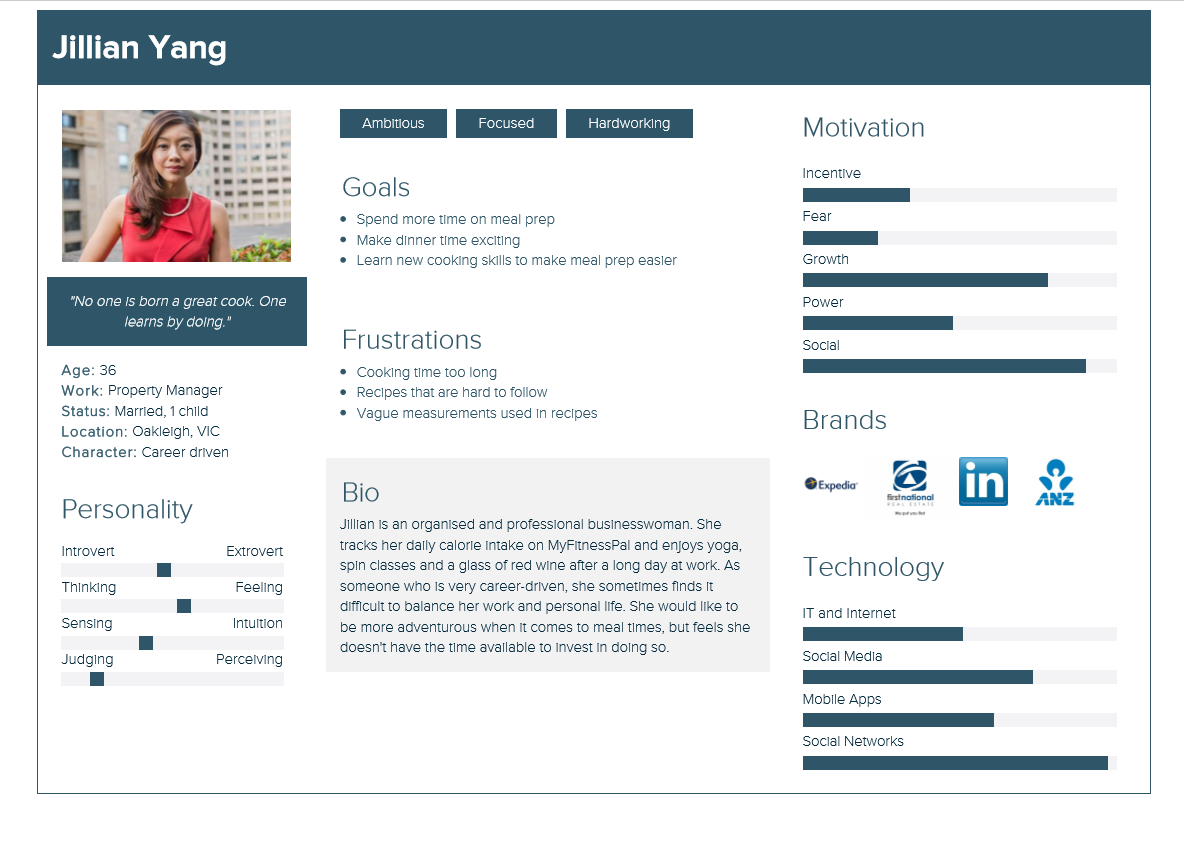 Jillian Yang
"No one is born a great cook. One
learns by doing."
Age: 36
Work: Property Manager
Status: Married, 1 child
Location: Oakleigh, VIC
Character: Career driven
Personality
Introvert Extrovert
Thinking Feeling
Sensing Intuition
Judging Perceiving
Ambitious Focused Hardworking
Goals
Spend more time on meal prep
Make dinner time exciting
Learn new cooking skills to make meal prep easier
Frustrations
Cooking time too long
Recipes that are hard to follow
Vague measurements used in recipes
Bio
Jillian is an organised and professional businesswoman. She
tracks her daily calorie intake on MyFitnessPal and enjoys yoga,
spin classes and a glass of red wine after a long day at work. As
someone who is very career-driven, she sometimes finds it
difficult to balance her work and personal life. She would like to
be more adventurous when it comes to meal times, but feels she
doesn't have the time available to invest in doing so.
Motivation
Incentive
Fear
Growth
Power
Social
Brands
Expedia
firstnational
REAL ESTATE
We put you first
in
ANZ
Technology
IT and Internet
Social Media
Mobile Apps
Social Networks